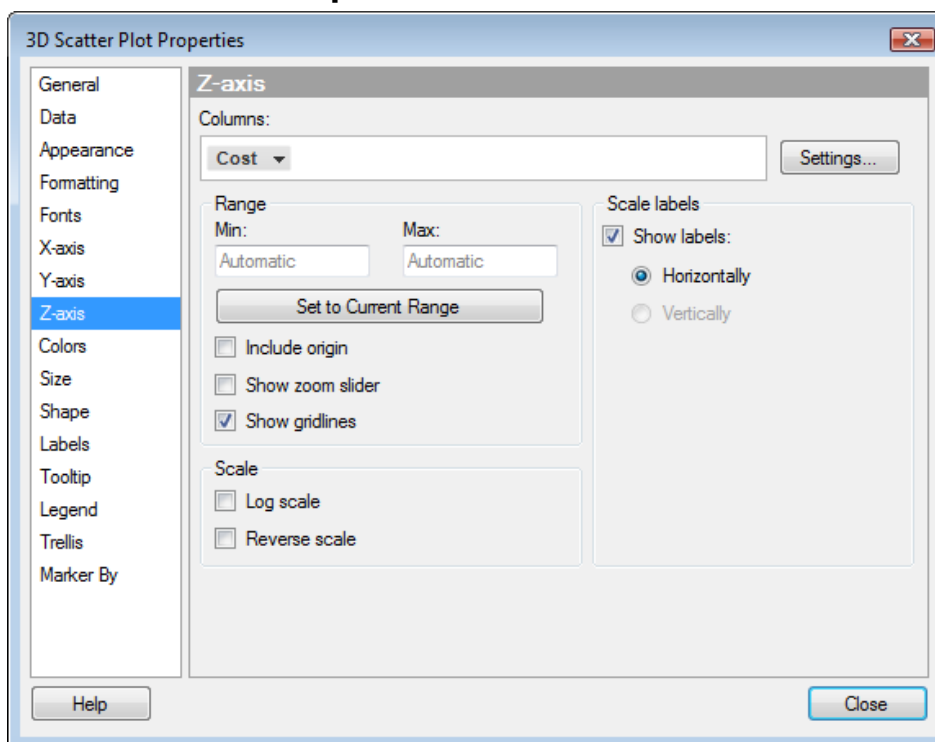 3D Scatter Plot Properties
General
Data
Appearance
Formatting
Fonts
X-axis
Y-axis
Z-axis
Colors
Size
Shape
Labels
Tooltip
Legend
Trellis
Marker By
Z-axis
Columns:
Cost
Settings...
Range
Min:
Max:
Automatic
Automatic
Set to Current Range
Include origin
Show zoom slider
Show gridlines
Scale
Log scale
Reverse scale
Scale labels
Show labels:
Horizontally
Vertically
Help
Close